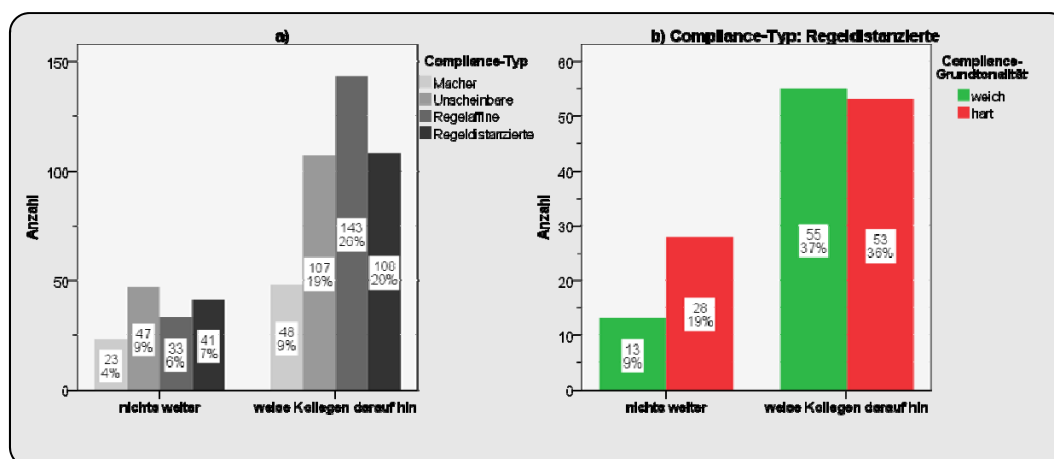 a)
Compliance-Typ
Macher
Unscheinbare
Regelaffine
Regeldistanzierte
Anzahl
150
100
50
0
23
4%
47
9%
33
6%
41
7%
48
9%
107
19%
143
26%
108
20%
nichts weiter
weise Kollegen darauf hin
b) Compliance-Typ: Regeldistanzierte
Compliance-
Grundtonalität
weich
hart
Anzahl
60
50
40
30
20
10
0
13
9%
28
19%
55
37%
53
36%
nichts weiter
weise Kollegen darauf hin